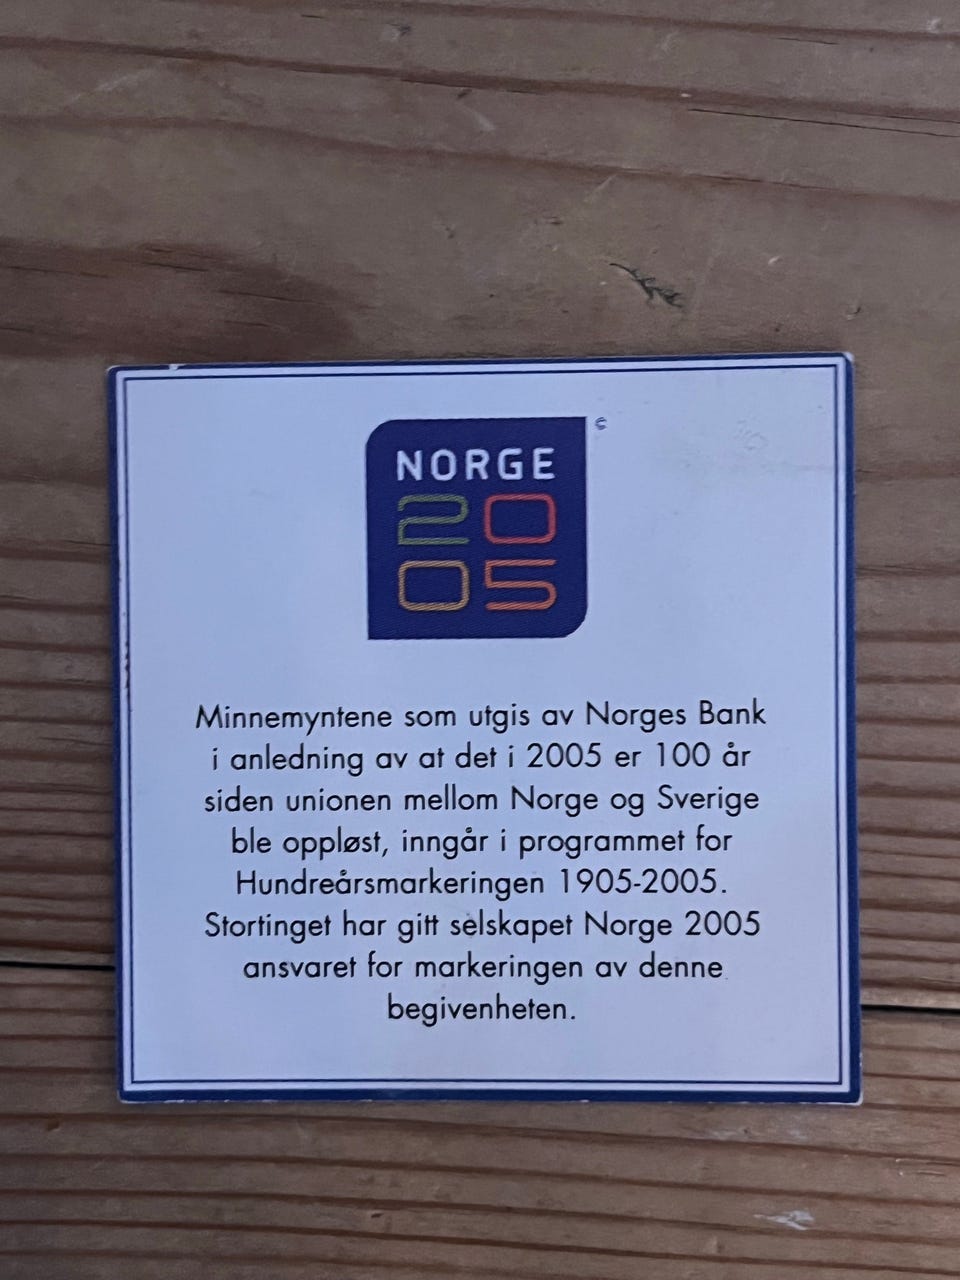 NORGE
20
05
Minnemyntene som utgis av Norges Bank
i anledning av at det i 2005 er 100 år
siden unionen mellom Norge og Sverige
ble oppløst, inngår i programmet for
Hundreårsmarkeringen 1905-2005.
Stortinget har gitt selskapet Norge 2005
ansvaret for markeringen av denne
begivenheten.